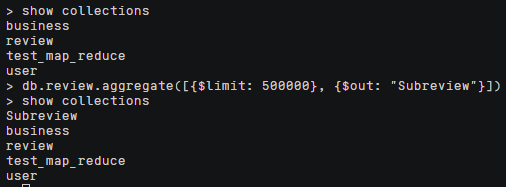 > show collections
business
review
test_map_reduce
user
> db.review.aggregate([{$limit: 500000}, {$out: "Subreview"}])
> show collections
Subreview
business
review
test_map_reduce
user